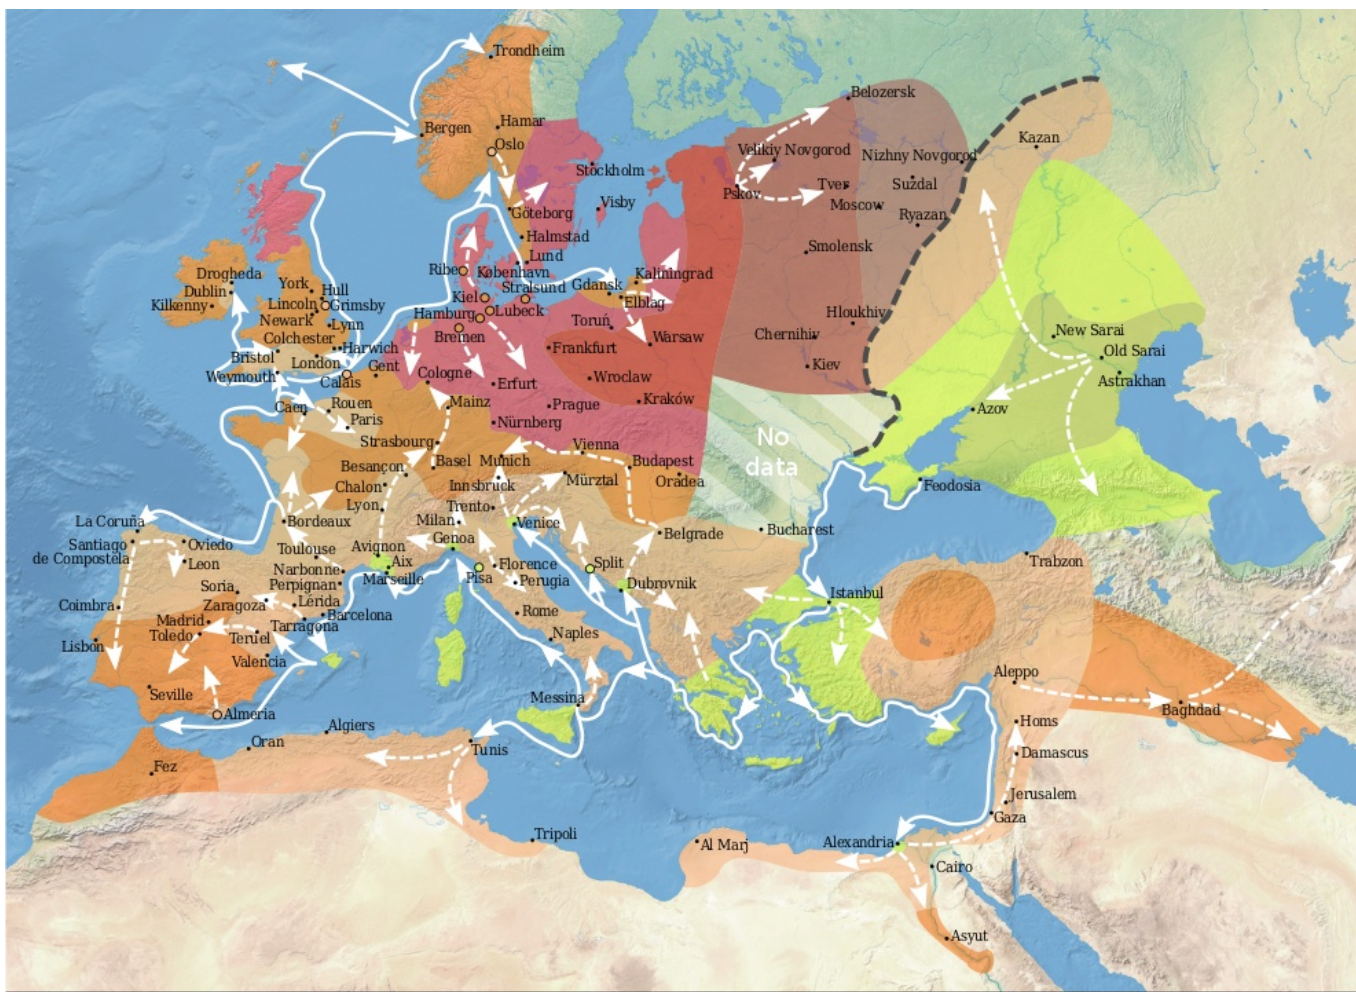 Trondheim
Bergen
Hamar
Oslo
Stockholm
Göteborg
Visby
Halmstad
Lund
København
Ribe
Kiel
Stralsund
Hamburg
Lubeck
Bremen
Gdansk
Kaliningrad
Elblag
Toruń
Warsaw
Frankfurt
Wroclaw
Kraków
Erfurt
Prague
Nürnberg
Belozersk
Velikiy Novgorod
Nizhny Novgorod
Pskov
Tver
Suzdal
Moscow
Ryazan
Smolensk
Hloukhiv
Chernihiv
Kiev
Kazan
New Sarai
Old Sarai
Astrakhan
Azov
Feodosia
No
data
Drogheda
Dublin
Kilkenny
York
Hull
Lincoln
Grimsby
Newark
Lynn
Colchester
Harwich
Bristol
London
Weymouth
Calais
Gent
Cologne
Caen
Rouen
Paris
Mainz
Strasbourg
Besançon
Basel
Munich
Vienna
Budapest
Chalon
Innsbruck
Mürztal
Oradea
Lyon
Trento
Bordeaux
Milan
Venice
Belgrade
Bucharest
La Coruña
Santiago
de Compostela
Oviedo
Leon
Toulouse
Avignon
Genoa
Narbonne
Aix
Marseille
Pisa
Florence
Split
Perugia
Dubrovnik
Perpignan
Soria
Zaragoza
Lérida
Barcelona
Tarragona
Coimbra
Madrid
Toledo
Teruel
Lisbon
Valencia
Seville
Almeria
Rome
Naples
Messina
Istanbul
Trabzon
Aleppo
Baghdad
Homs
Damascus
Jerusalem
Gaza
Algiers
Oran
Tunis
Fez
Tripoli
Al Marj
Alexandria
Cairo
Asyut